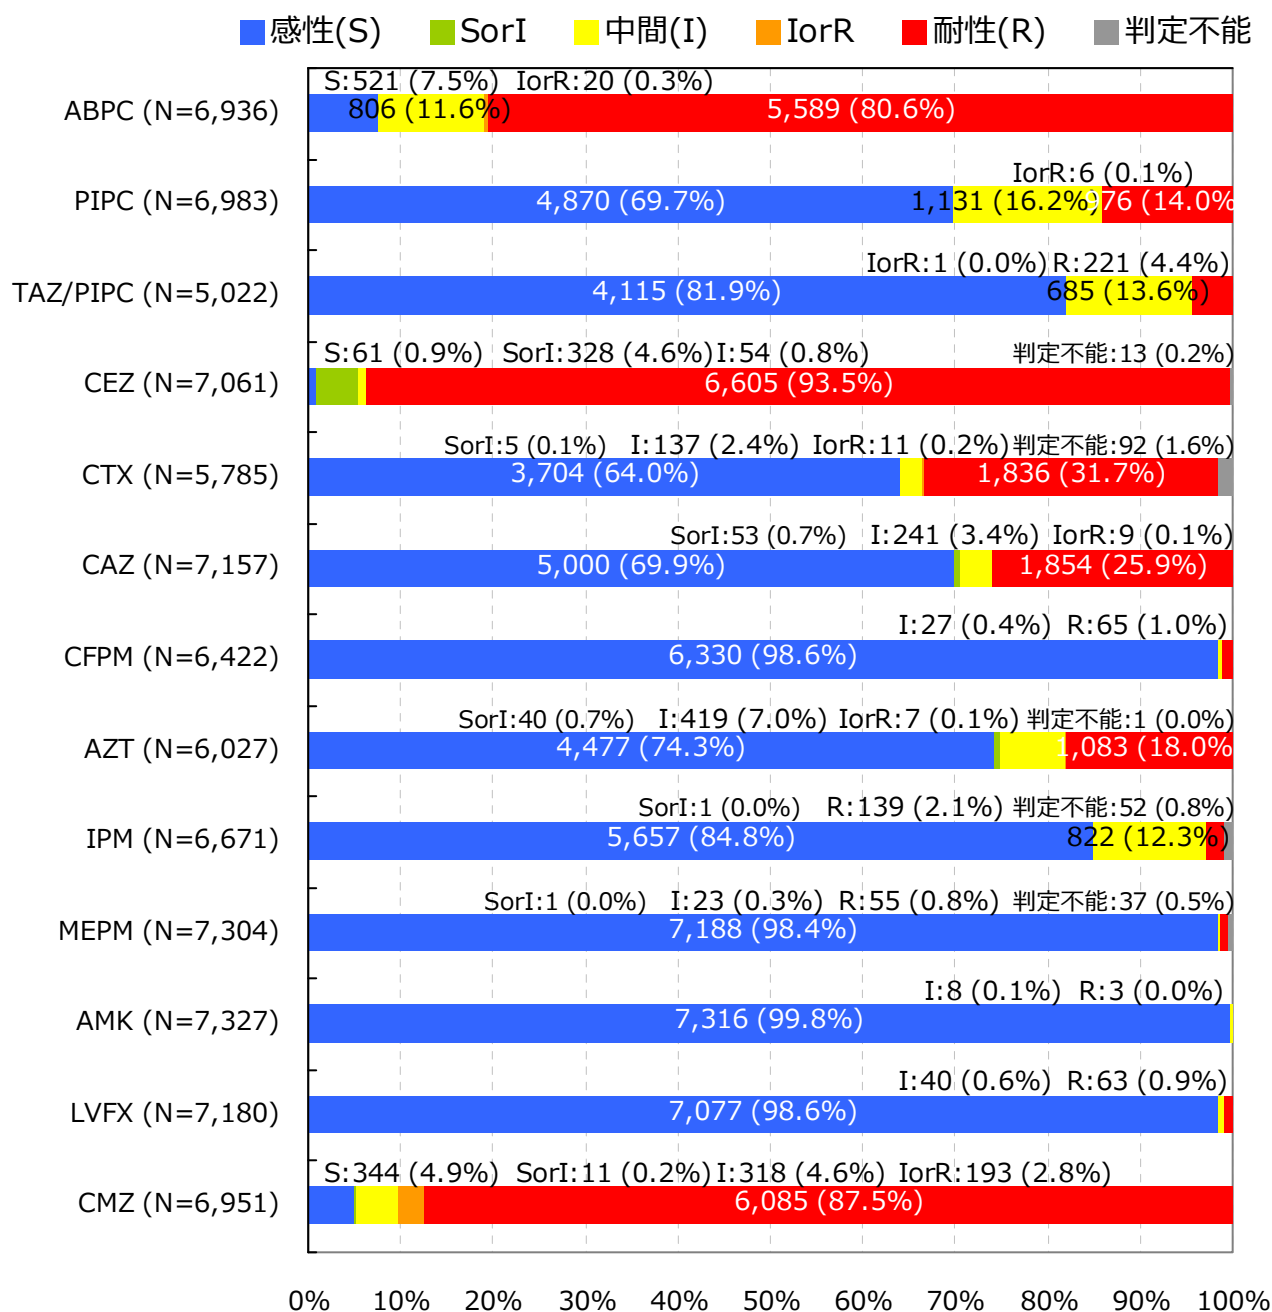 感性(S) SorI 中間(I) IorR 耐性(R) 判定不能
S:521 (7.5%) IorR:20 (0.3%)
ABPC (N=6,936) 806 (11.6%) 5,589 (80.6%)
IorR:6 (0.1%)
PIPC (N=6,983) 4,870 (69.7%) 1,131 (16.2%) 976 (14.0%
IorR:1 (0.0%) R:221 (4.4%)
TAZ/PIPC (N=5,022) 4,115 (81.9%) 685 (13.6%)
S:61 (0.9%) SorI:328 (4.6%) I:54 (0.8%) 判定不能:13 (0.2%)
CEZ (N=7,061) 6,605 (93.5%)
SorI:5 (0.1%) I:137 (2.4%) IorR:11 (0.2%) 判定不能:92 (1.6%)
CTX (N=5,785) 3,704 (64.0%) 1,836 (31.7%)
SorI:53 (0.7%) I:241 (3.4%) IorR:9 (0.1%)
CAZ (N=7,157) 5,000 (69.9%) 1,854 (25.9%)
I:27 (0.4%) R:65 (1.0%)
CFPM (N=6,422) 6,330 (98.6%)
SorI:40 (0.7%) I:419 (7.0%) IorR:7 (0.1%) 判定不能:1 (0.0%)
AZT (N=6,027) 4,477 (74.3%) 1,083 (18.0%
SorI:1 (0.0%) R:139 (2.1%) 判定不能:52 (0.8%)
IPM (N=6,671) 5,657 (84.8%) 822 (12.3%)
SorI:1 (0.0%) I:23 (0.3%) R:55 (0.8%) 判定不能:37 (0.5%)
MEPM (N=7,304) 7,188 (98.4%)
I:8 (0.1%) R:3 (0.0%)
AMK (N=7,327) 7,316 (99.8%)
I:40 (0.6%) R:63 (0.9%)
LVFX (N=7,180) 7,077 (98.6%)
S:344 (4.9%) SorI:11 (0.2%) I:318 (4.6%) IorR:193 (2.8%)
CMZ (N=6,951) 6,085 (87.5%)
0% 10% 20% 30% 40% 50% 60% 70% 80% 90% 100%